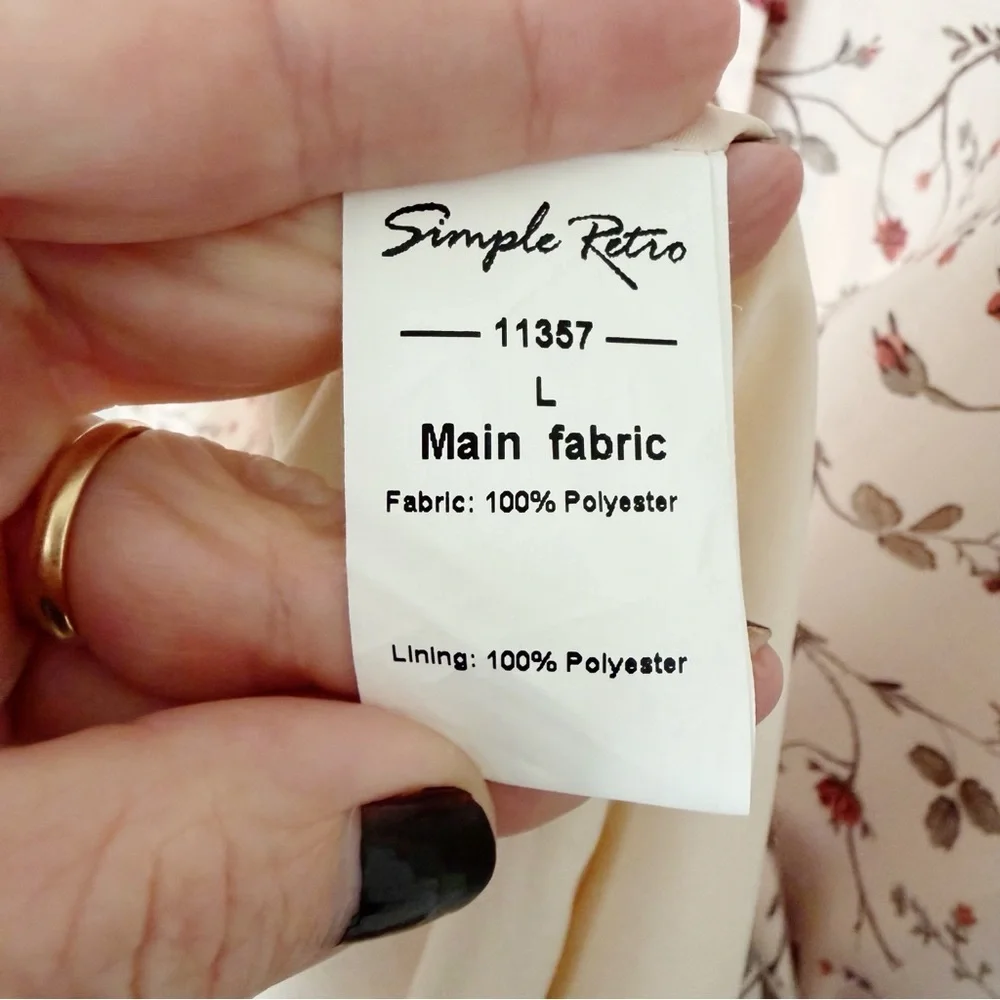 Simple Retro
11357
L
Main fabric
Fabric: 100% Polyester
Lining: 100% Polyester